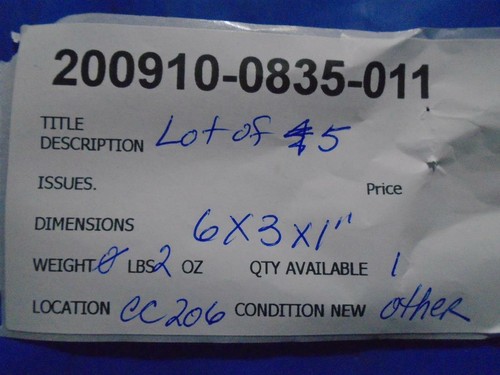 200910-0835-011
TITLE
DESCRIPTION Lot of 5
ISSUES.
Price
DIMENSIONS 6x3x1"
WEIGHT 0 LBS 2 OZ QTY AVAILABLE 1
LOCATION CC206 CONDITION NEW other